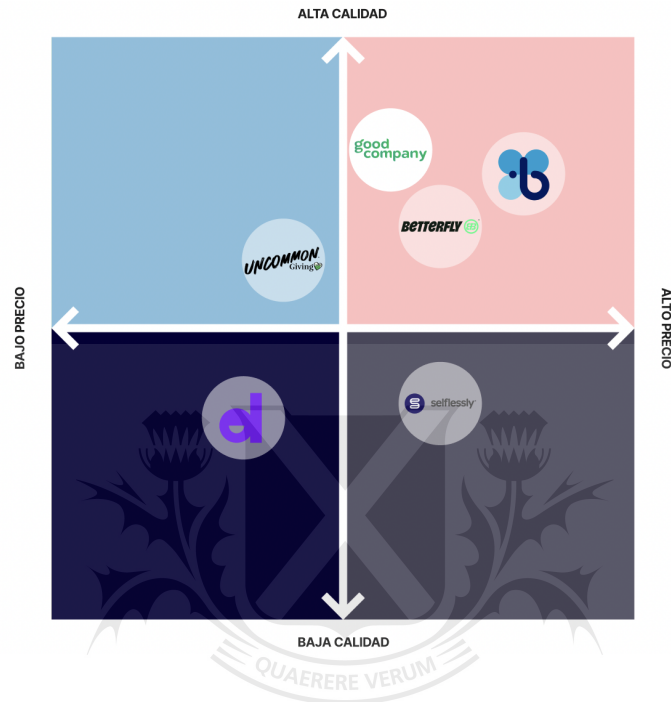 ALTA CALIDAD
good
company
b
BETTERFLY
UNCOMMON
Giving
BAJO PRECIO
ALTO PRECIO
d
selflessly
BAJA CALIDAD
QUAERERE VERUM